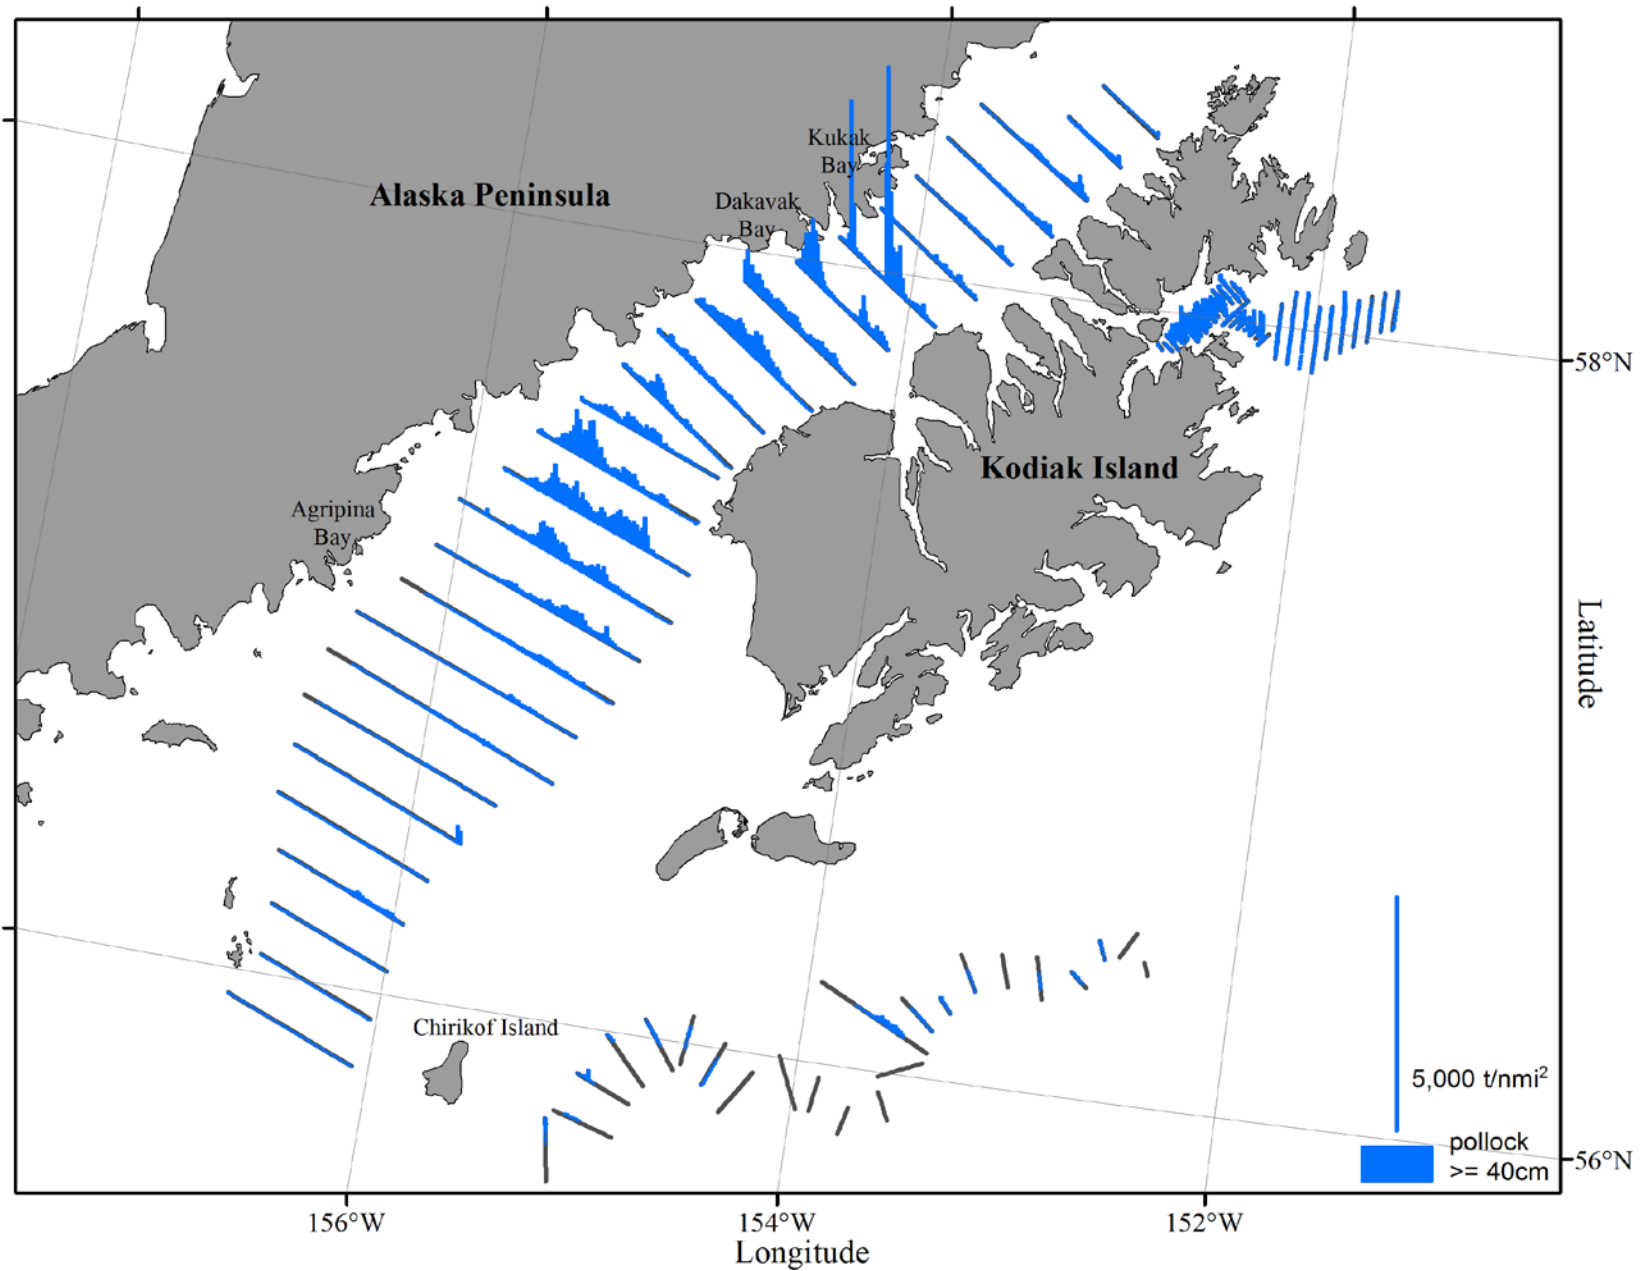 Kukak
Bay
Alaska Peninsula
Dakavak
Bay
58°N
Kodiak Island
Agripina
Bay
Latitude
Chirikof Island
5,000 t/nmi²
pollock
>= 40cm
56°N
156°W
154°W
152°W
Longitude